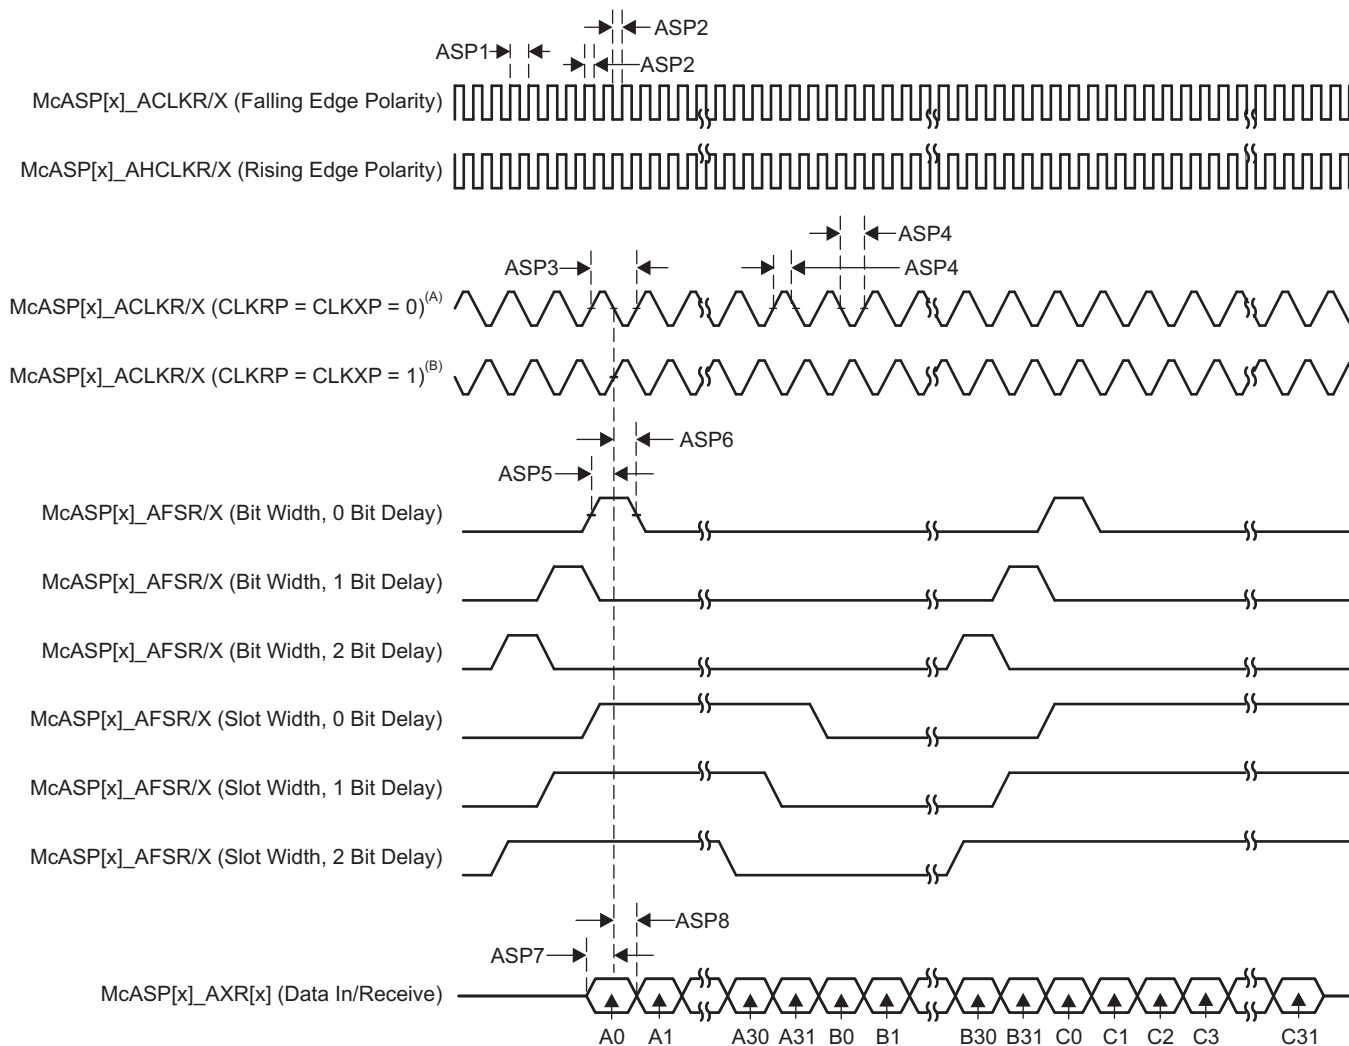 ASP2
ASP1
ASP2
McASP[x]_ACLKR/X (Falling Edge Polarity)
McASP[x]_AHCLKR/X (Rising Edge Polarity)
ASP4
ASP3
ASP4
McASP[x]_ACLKR/X (CLKRP = CLKXP = 0)(A)
McASP[x]_ACLKR/X (CLKRP = CLKXP = 1)(B)
ASP6
ASP5
McASP[x]_AFSR/X (Bit Width, 0 Bit Delay)
McASP[x]_AFSR/X (Bit Width, 1 Bit Delay)
McASP[x]_AFSR/X (Bit Width, 2 Bit Delay)
McASP[x]_AFSR/X (Slot Width, 0 Bit Delay)
McASP[x]_AFSR/X (Slot Width, 1 Bit Delay)
McASP[x]_AFSR/X (Slot Width, 2 Bit Delay)
ASP8
ASP7
McASP[x]_AXR[x] (Data In/Receive)
A0 A1 A30 A31 B0 B1 B30 B31 C0 C1 C2 C3 C31